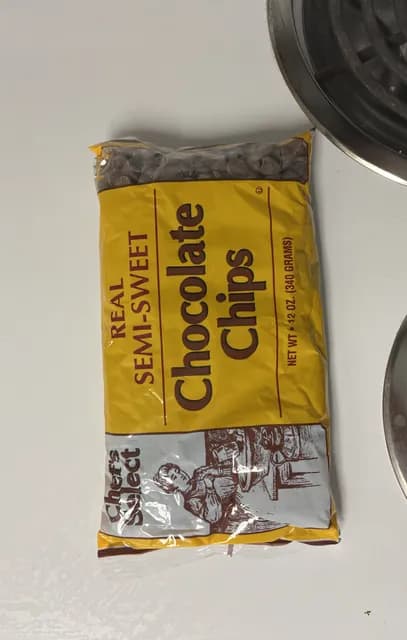 Chef's
Select
REAL
SEMI-SWEET
Chocolate
Chips
NET WT • 12 OZ. (340 GRAMS)